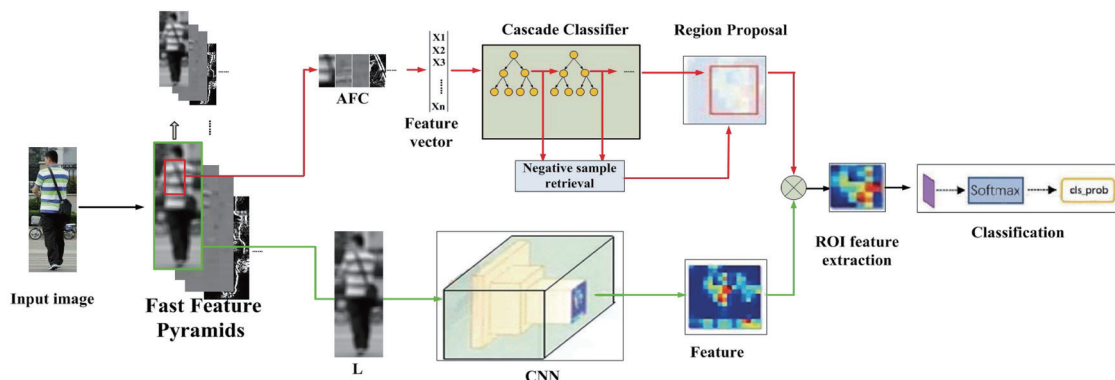 Input image
Fast Feature
Pyramids
AFC
X1
X2
X3
Xn
Feature
vector
Cascade Classifier
Negative sample
retrieval
Region Proposal
L
CNN
Feature
ROI feature
extraction
Softmax
cls_prob
Classification